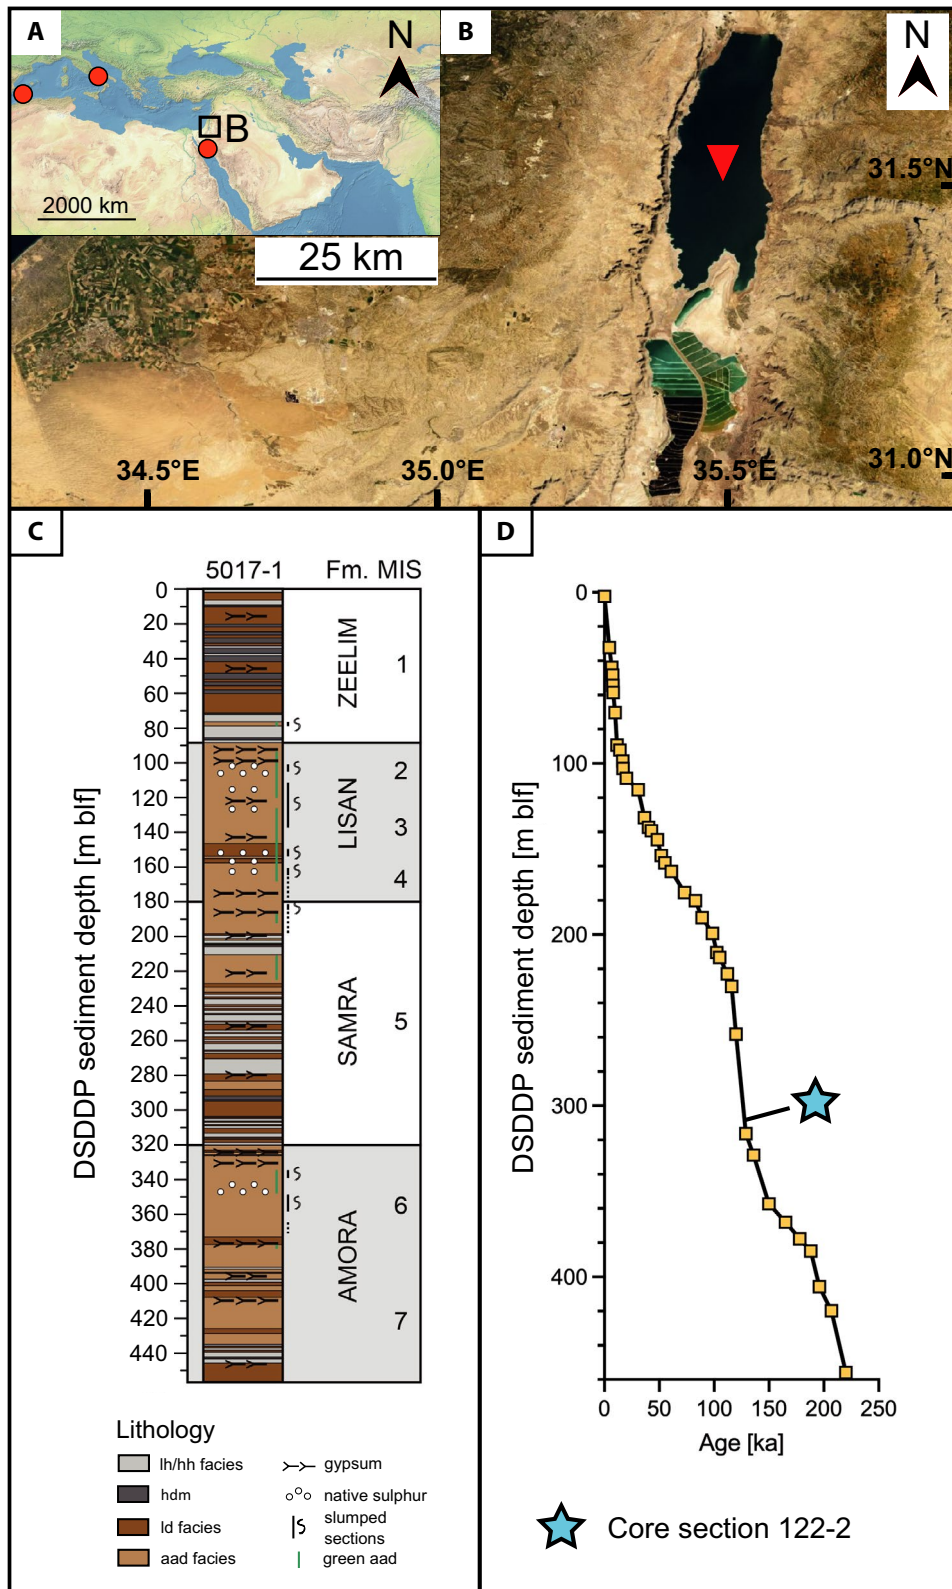 A
N
B
2000 km
B
N
31.5°N
25 km
34.5°E
35.0°E
35.5°E
31.0°N
C
5017-1
Fm.
MIS
DSDDP sediment depth [m blf]
0
20
40
60
80
100
120
140
160
180
200
220
240
260
280
300
320
340
360
380
400
420
440
ZEELIM
1
LISAN
2
3
4
SAMRA
5
AMORA
6
7
Lithology
lh/hh facies
hdm
ld facies
aad facies
gypsum
native sulphur
slumped
sections
green aad
D
DSDDP sediment depth [m blf]
0
100
200
300
400
0
50
100
150
200
250
Age [ka]
Core section 122-2